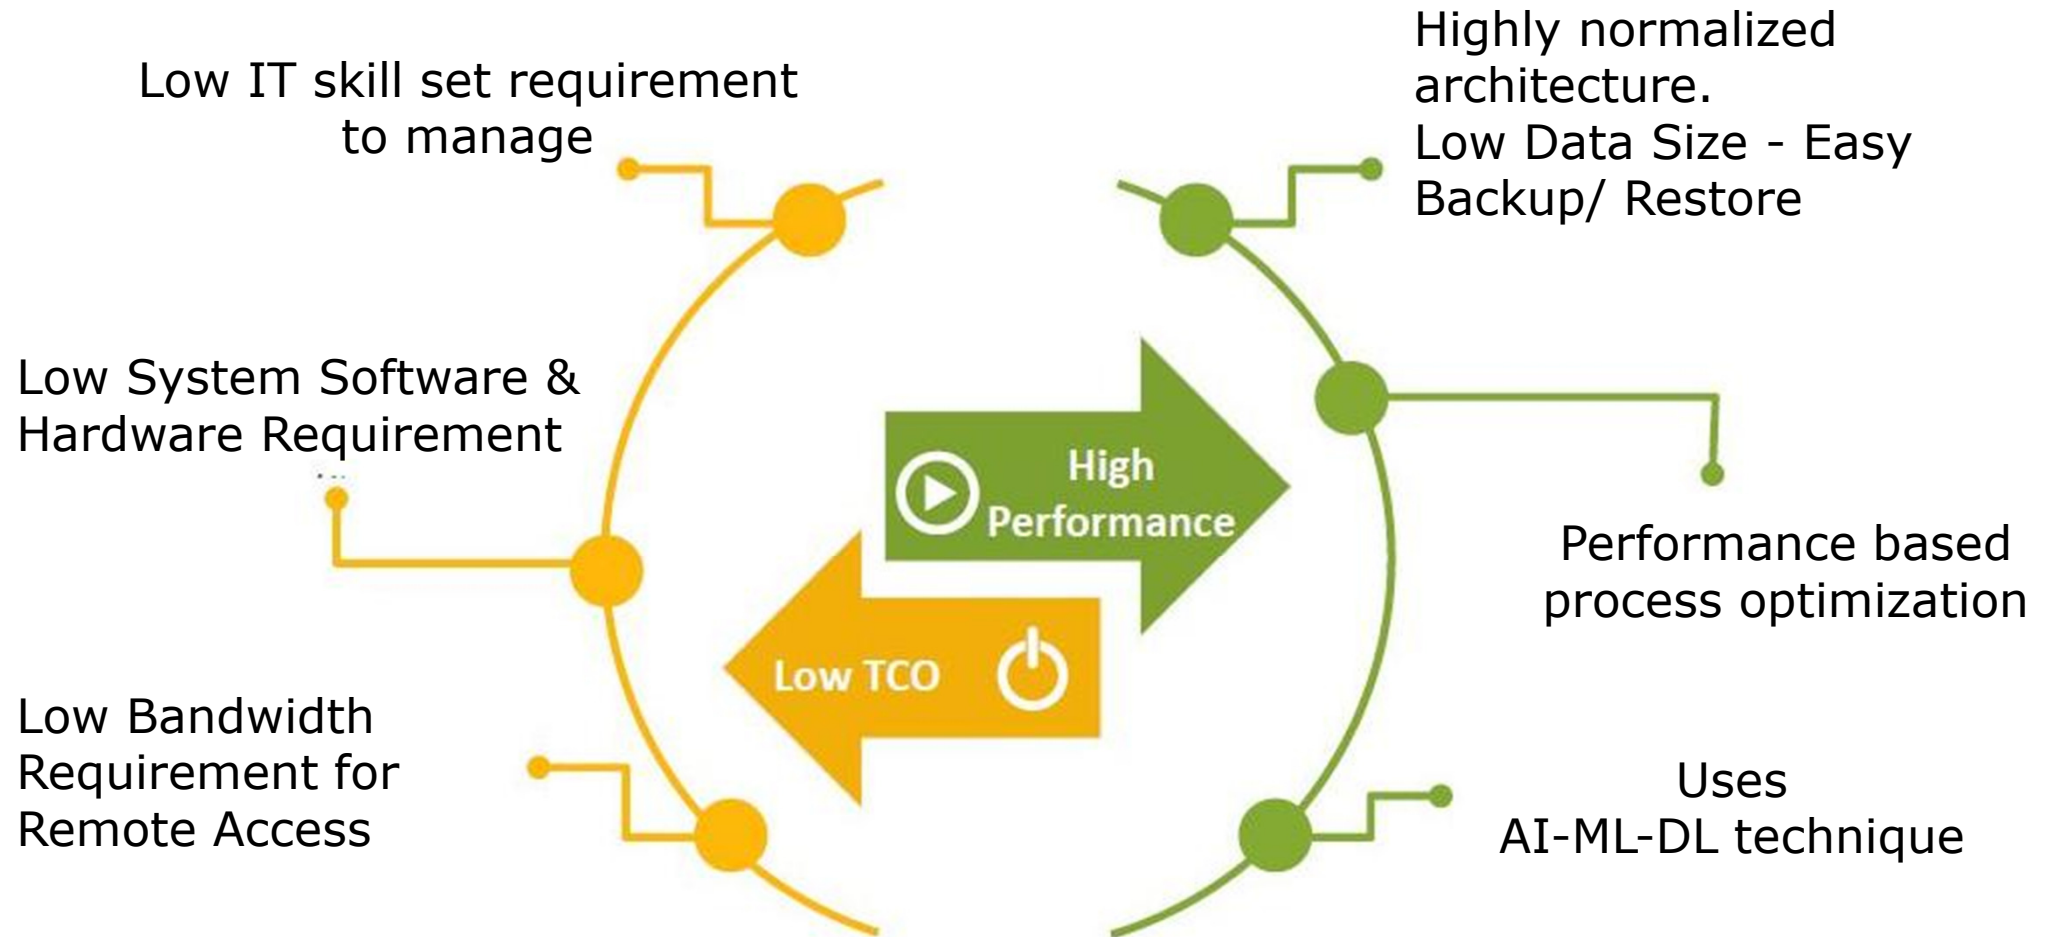 Low IT skill set requirement
to manage
Highly normalized
architecture.
Low Data Size - Easy
Backup/ Restore
Low System Software &
Hardware Requirement
High
Performance
Performance based
process optimization
Low TCO
Low Bandwidth
Requirement for
Remote Access
Uses
AI-ML-DL technique